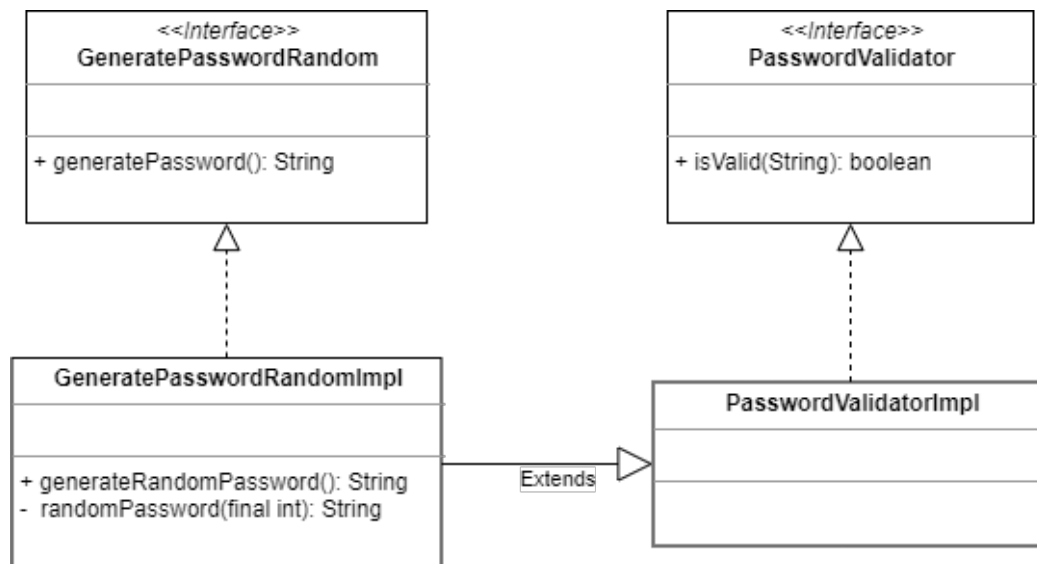 <<Interface>>
GeneratePasswordRandom
+ generatePassword(): String
<<Interface>>
PasswordValidator
+ isValid(String): boolean
GeneratePasswordRandomImpl
+ generateRandomPassword(): String
- randomPassword(final int): String
Extends
PasswordValidatorImpl